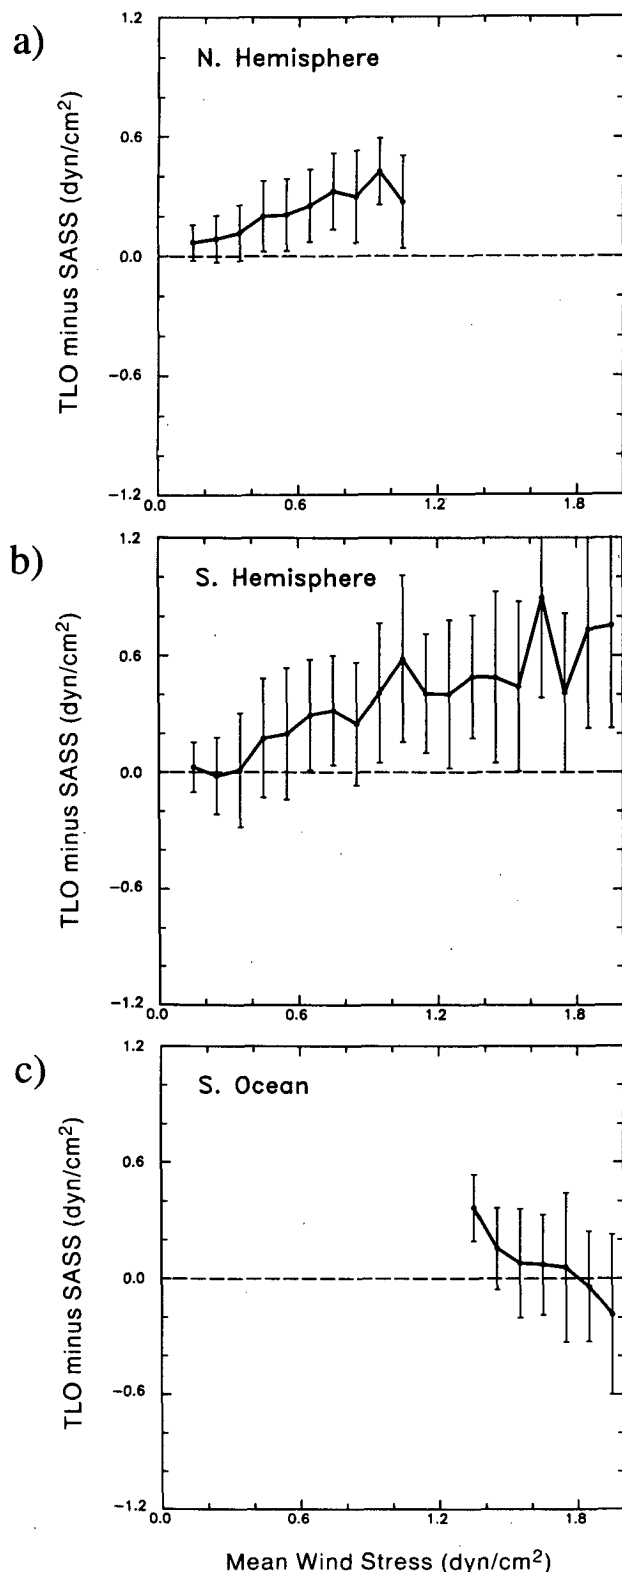 a)
N. Hemisphere
TLO minus SASS (dyn/cm²)
1.2
0.6
0.0
−0.6
−1.2
0.0 0.6 1.2 1.8
b)
S. Hemisphere
TLO minus SASS (dyn/cm²)
1.2
0.6
0.0
−0.6
−1.2
0.0 0.6 1.2 1.8
c)
S. Ocean
TLO minus SASS (dyn/cm²)
1.2
0.6
0.0
−0.6
−1.2
0.0 0.6 1.2 1.8
Mean Wind Stress (dyn/cm²)